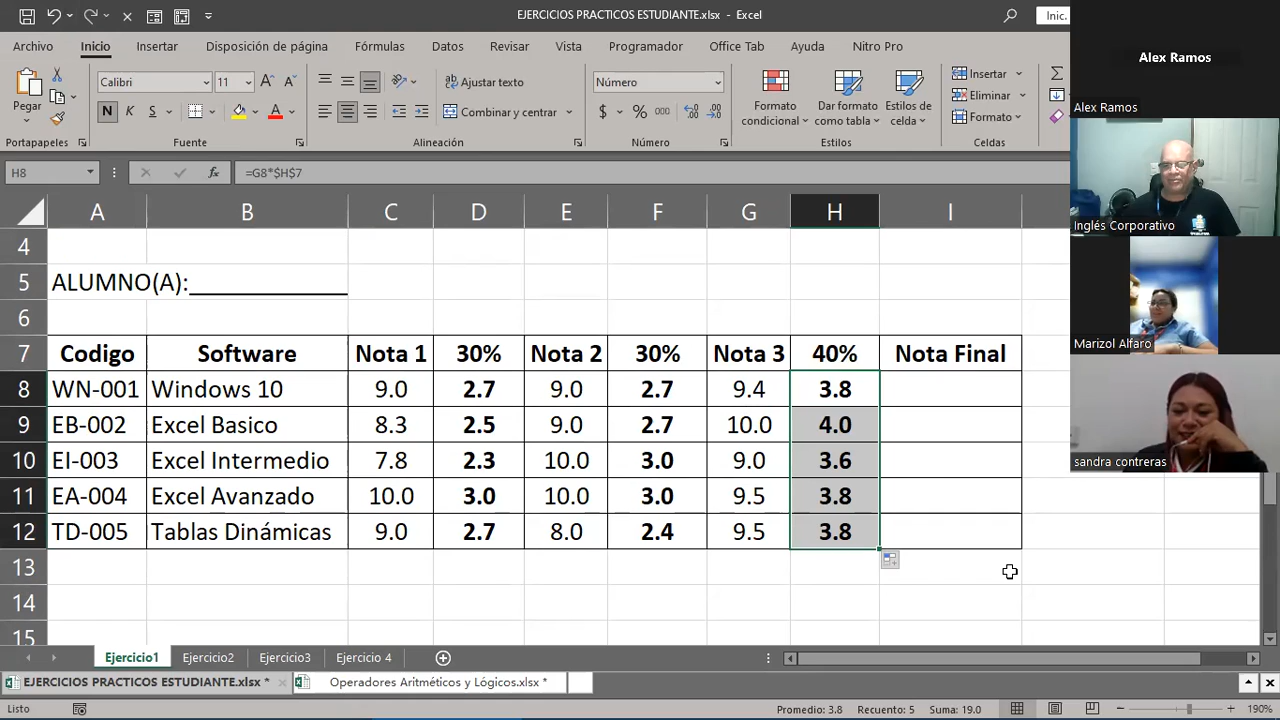 EJERCICIOS PRACTICOS ESTUDIANTE.xlsx - Excel
Inic.
Archivo Inicio Insertar Disposición de página Fórmulas Datos Revisar Vista Programador Office Tab Ayuda Nitro Pro
Pegar
Calibri 11
N K S
Ajustar texto
Combinar y centrar
Número
$ % 000
Formato condicional
Dar formato como tabla
Estilos de celda
Insertar
Eliminar
Formato
Portapapeles Fuente Alineación Número Estilos Celdas
H8 fx =G8*$H$7
A B C D E F G H I
4
5 ALUMNO(A):____________
6
7 Codigo Software Nota 1 30% Nota 2 30% Nota 3 40% Nota Final
8 WN-001 Windows 10 9.0 2.7 9.0 2.7 9.4 3.8
9 EB-002 Excel Basico 8.3 2.5 9.0 2.7 10.0 4.0
10 EI-003 Excel Intermedio 7.8 2.3 10.0 3.0 9.0 3.6
11 EA-004 Excel Avanzado 10.0 3.0 10.0 3.0 9.5 3.8
12 TD-005 Tablas Dinámicas 9.0 2.7 8.0 2.4 9.5 3.8
13
14
15
Ejercicio1 Ejercicio2 Ejercicio3 Ejercicio 4
EJERCICIOS PRACTICOS ESTUDIANTE.xlsx * Operadores Aritméticos y Lógicos.xlsx *
Listo Promedio: 3.8 Recuento: 5 Suma: 19.0 190%
Alex Ramos
Alex Ramos
Inglés Corporativo
Marizol Alfaro
sandra contreras